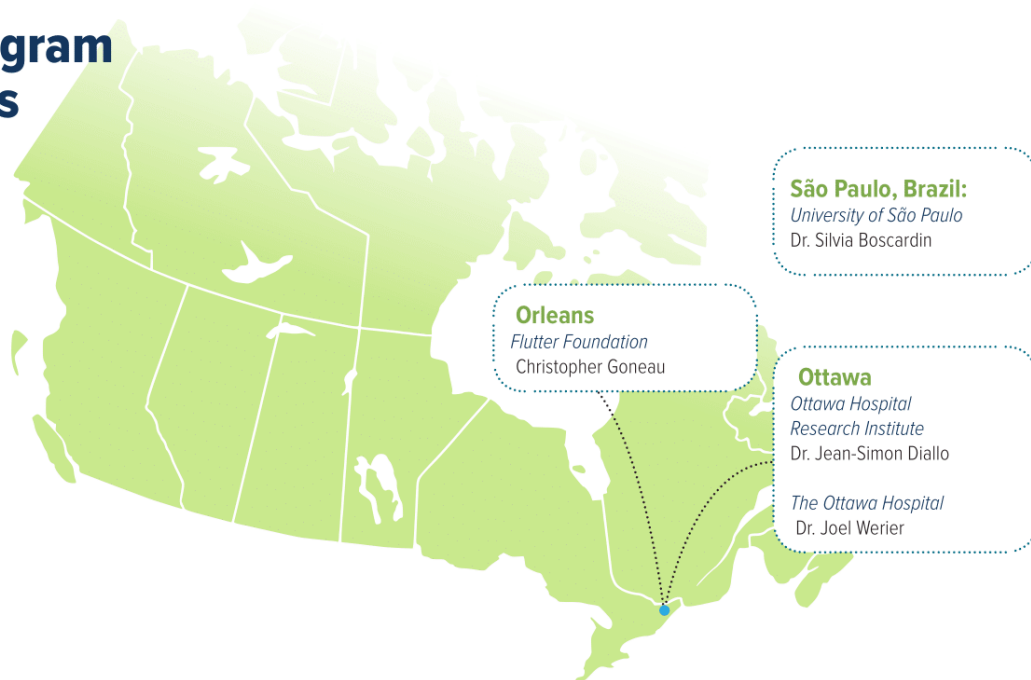 gram
s
São Paulo, Brazil:
University of São Paulo
Dr. Silvia Boscardin
Orleans
Flutter Foundation
Christopher Goneau
Ottawa
Ottawa Hospital
Research Institute
Dr. Jean-Simon Diallo
The Ottawa Hospital
Dr. Joel Werier